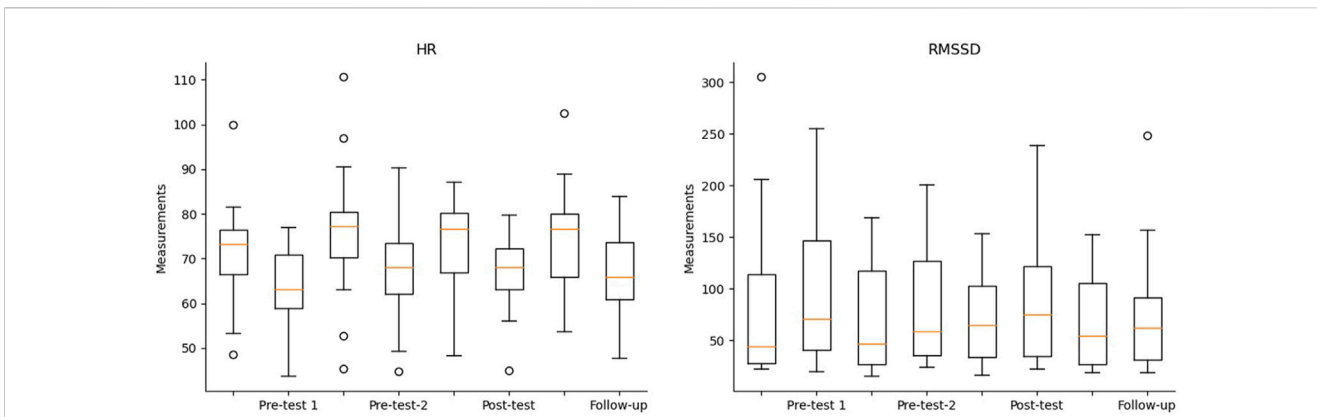 HR
110
100
90
80
70
60
50
Measurements
Pre-test 1 Pre-test-2 Post-test Follow-up
RMSSD
300
250
200
150
100
50
Measurements
Pre-test 1 Pre-test-2 Post-test Follow-up